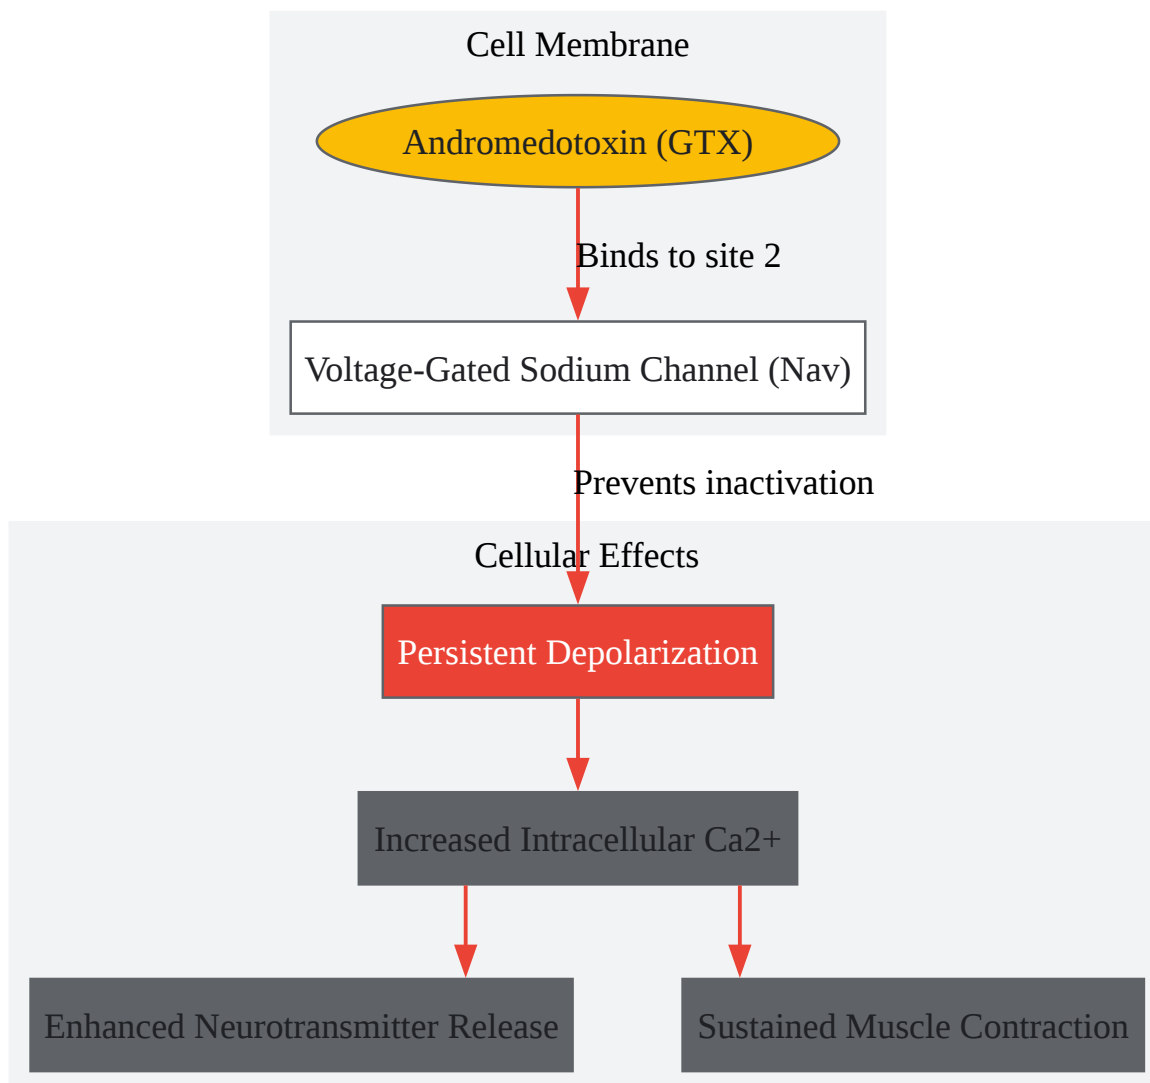 Cell Membrane
Andromedotoxin (GTX)
Binds to site 2
Voltage-Gated Sodium Channel (Nav)
Prevents inactivation
Cellular Effects
Persistent Depolarization
Increased Intracellular Ca2+
Enhanced Neurotransmitter Release
Sustained Muscle Contraction